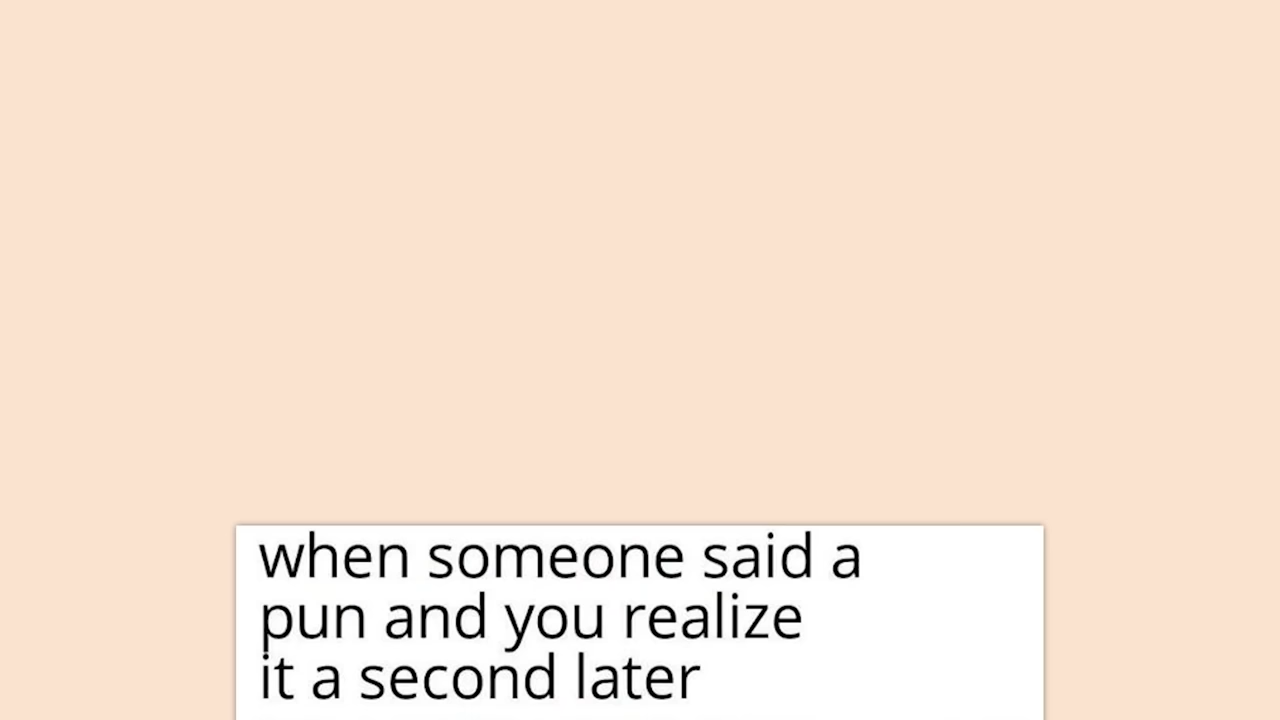 when someone said a
pun and you realize
it a second later